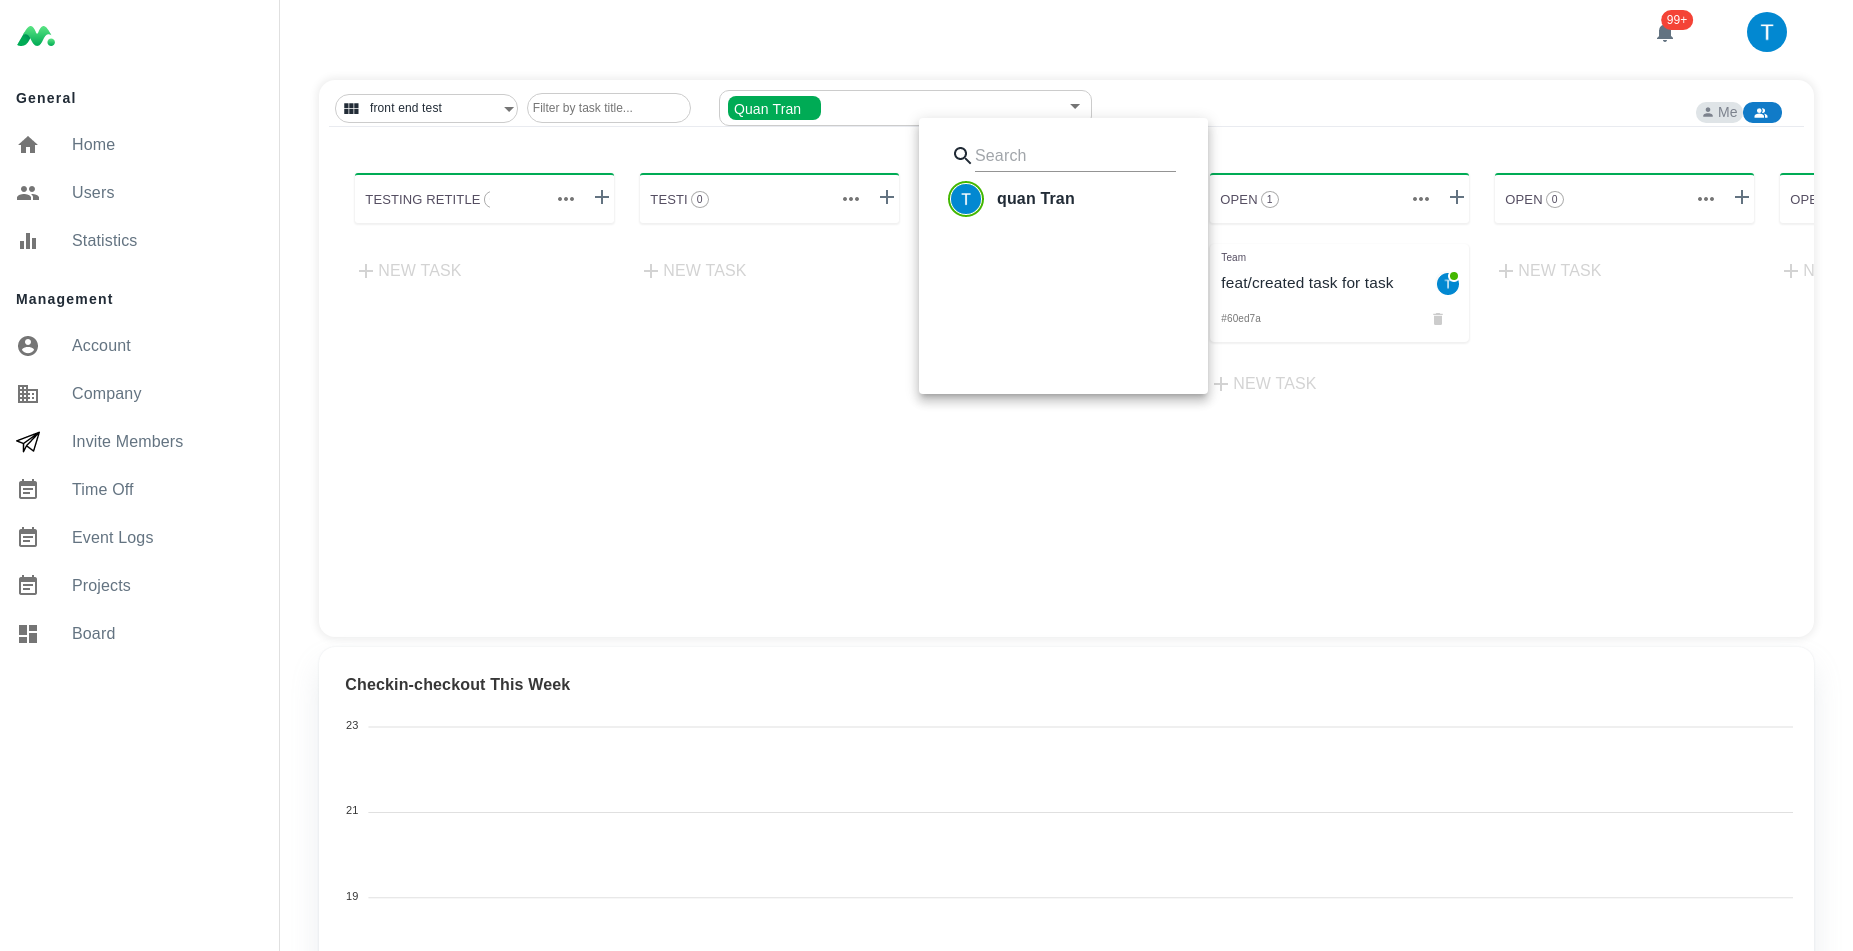 99+
T
General
Home
Users
Statistics
Management
Account
Company
Invite Members
Time Off
Event Logs
Projects
Board
front end test
Filter by task title...
Quan Tran
Me
Search
T
quan Tran
TESTING RETITLE
TESTI 0
OPEN 1
OPEN 0
NEW TASK
NEW TASK
NEW TASK
Team
feat/created task for task
T
#60ed7a
NEW TASK
Checkin-checkout This Week
23
21
19